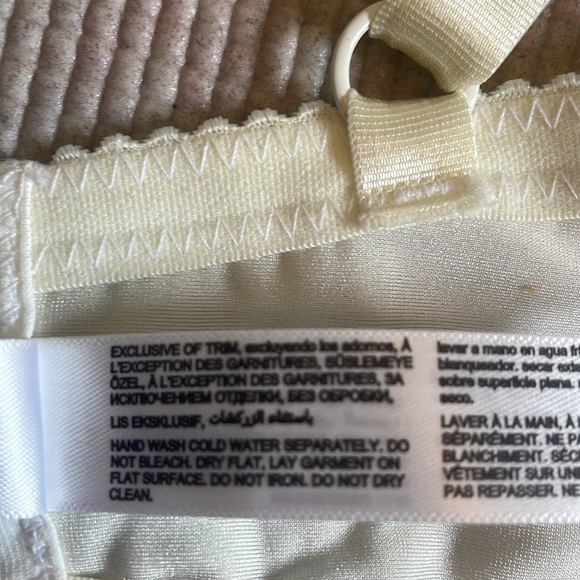 EXCLUSIVE OF TRIM, excluyendo los adornos, À
L'EXCEPTION DES GARNITURES, SÜSLEMEYE
ÖZEL, À L'EXCEPTION DES GARNITURES, ЗА
ИСКЛЮЧЕНИЕМ ОТДЕЛКИ, БЕЗ ОБРОБКИ,
LIS EKSKLUSIF, باستثناء الزركشات
HAND WASH COLD WATER SEPARATELY. DO
NOT BLEACH. DRY FLAT, LAY GARMENT ON
FLAT SURFACE. DO NOT IRON. DO NOT DRY
CLEAN.
lavar a mano en agua
blanqueador. secar
sobre superficie plana.
seco.
LAVER À LA MAIN, À
SÉPARÉMENT. NE
BLANCHIMENT.
VÊTEMENT SUR
PAS REPASSER. NE